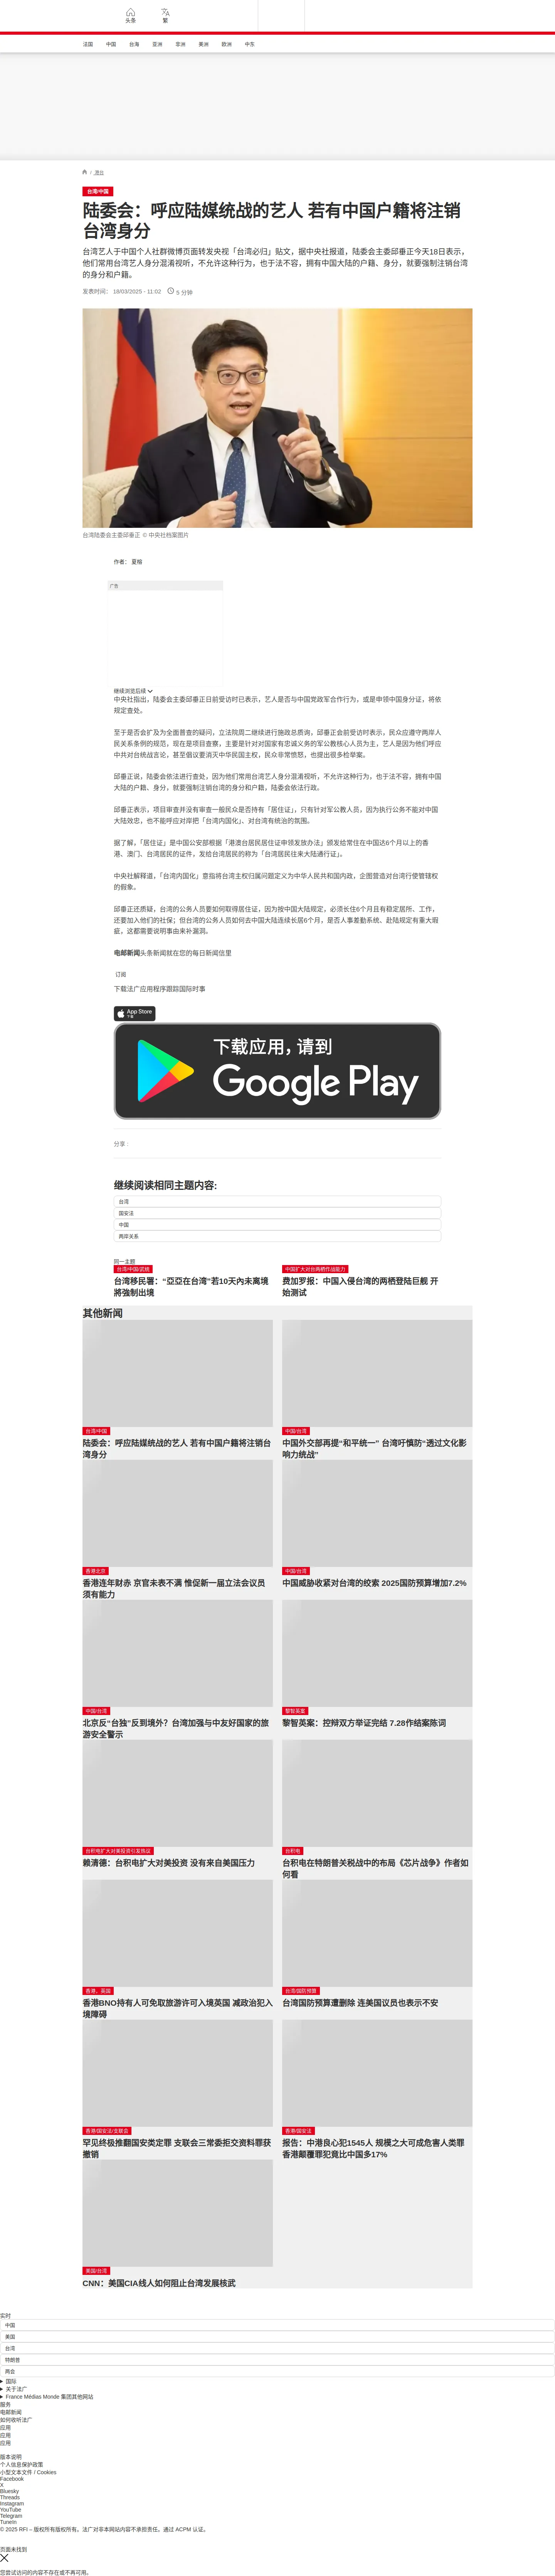 头条
繁
法国 中国 台海 亚洲 非洲 美洲 欧洲 中东
/ 港台
台湾/中国
陆委会：呼应陆媒统战的艺人 若有中国户籍将注销
台湾身分
台湾艺人于中国个人社群微博页面转发央视「台湾必归」贴文，据中央社报道，陆委会主委邱垂正今天18日表示，
他们常用台湾艺人身分混淆视听，不允许这种行为，也于法不容，拥有中国大陆的户籍、身分，就要强制注销台湾
的身分和户籍。
发表时间： 18/03/2025 - 11:02 5 分钟
台湾陆委会主委邱垂正 © 中央社档案图片
作者： 夏榕
广告
继续浏览后续
中央社指出，陆委会主委邱垂正日前受访时已表示，艺人是否与中国党政军合作行为，或是申领中国身分证，将依
规定查处。
至于是否会扩及为全面普查的疑问，立法院周二继续进行施政总质询，邱垂正会前受访时表示，民众应遵守两岸人
民关系条例的规范，现在是项目查察，主要是针对对国家有忠诚义务的军公教核心人员为主，艺人是因为他们呼应
中共对台统战言论，甚至倡议要消灭中华民国主权，民众非常愤怒，也提出很多检举案。
邱垂正说，陆委会依法进行查处，因为他们常用台湾艺人身分混淆视听，不允许这种行为，也于法不容，拥有中国
大陆的户籍、身分，就要强制注销台湾的身分和户籍，陆委会依法行政。
邱垂正表示，项目审查并没有审查一般民众是否持有「居住证」，只有针对军公教人员，因为执行公务不能对中国
大陆效忠，也不能呼应对岸把「台湾内国化」、对台湾有统治的氛围。
据了解，「居住证」是中国公安部根据「港澳台居民居住证申领发放办法」颁发给常住在中国达6个月以上的香
港、澳门、台湾居民的证件，发给台湾居民的称为「台湾居民往来大陆通行证」。
中央社解释道，「台湾内国化」意指将台湾主权归属问题定义为中华人民共和国内政，企图营造对台湾行使管辖权
的假象。
邱垂正还质疑，台湾的公务人员要如何取得居住证，因为按中国大陆规定，必须长住6个月且有稳定居所、工作，
还要加入他们的社保；但台湾的公务人员如何去中国大陆连续长居6个月，是否人事差勤系统、赴陆规定有重大瑕
疵，这都需要说明事由来补漏洞。
电邮新闻头条新闻就在您的每日新闻信里
订阅
下载法广应用程序跟踪国际时事
App Store
下载
下载应用，请到
Google Play
分享 :
继续阅读相同主题内容:
台湾
国安法
中国
两岸关系
同一主题
台湾/中国/武统
台湾移民署：“亞亞在台湾”若10天內未离境
將強制出境
中国扩大对台两栖作战能力
费加罗报：中国入侵台湾的两栖登陆巨舰 开
始测试
其他新闻
台湾/中国
陆委会：呼应陆媒统战的艺人 若有中国户籍将注销台
湾身分
中国/台湾
中国外交部再提“和平统一” 台湾吁慎防“透过文化影
响力统战”
香港北京
香港连年财赤 京官未表不满 惟促新一届立法会议员
须有能力
中国/台湾
中国威胁收紧对台湾的绞索 2025国防预算增加7.2%
中国/台湾
北京反“台独”反到境外？台湾加强与中友好国家的旅
游安全警示
黎智英案
黎智英案：控辩双方举证完结 7.28作结案陈词
台积电扩大对美投资引发热议
赖清德：台积电扩大对美投资 没有来自美国压力
台积电
台积电在特朗普关税战中的布局《芯片战争》作者如
何看
香港、英国
香港BNO持有人可免取旅游许可入境英国 减政治犯入
境障碍
台湾/国防预算
台湾国防预算遭删除 连美国议员也表示不安
香港/国安法/支联会
罕见终极推翻国安类定罪 支联会三常委拒交资料罪获
撤销
香港/国安法
报告：中港良心犯1545人 规模之大可成危害人类罪
香港颠覆罪犯竟比中国多17%
美国/台湾
CNN：美国CIA线人如何阻止台湾发展核武
实时
中国
美国
台湾
特朗普
两会
国际
关于法广
France Médias Monde 集团其他网站
服务
电邮新闻
如何收听法广
应用
应用
应用
版本说明
个人信息保护政策
小型文本文件 / Cookies
Facebook
X
Bluesky
Threads
Instagram
YouTube
Telegram
TuneIn
© 2025 RFI – 版权所有版权所有。法广对非本网站内容不承担责任。通过 ACPM 认证。
页面未找到
您尝试访问的内容不存在或不再可用。